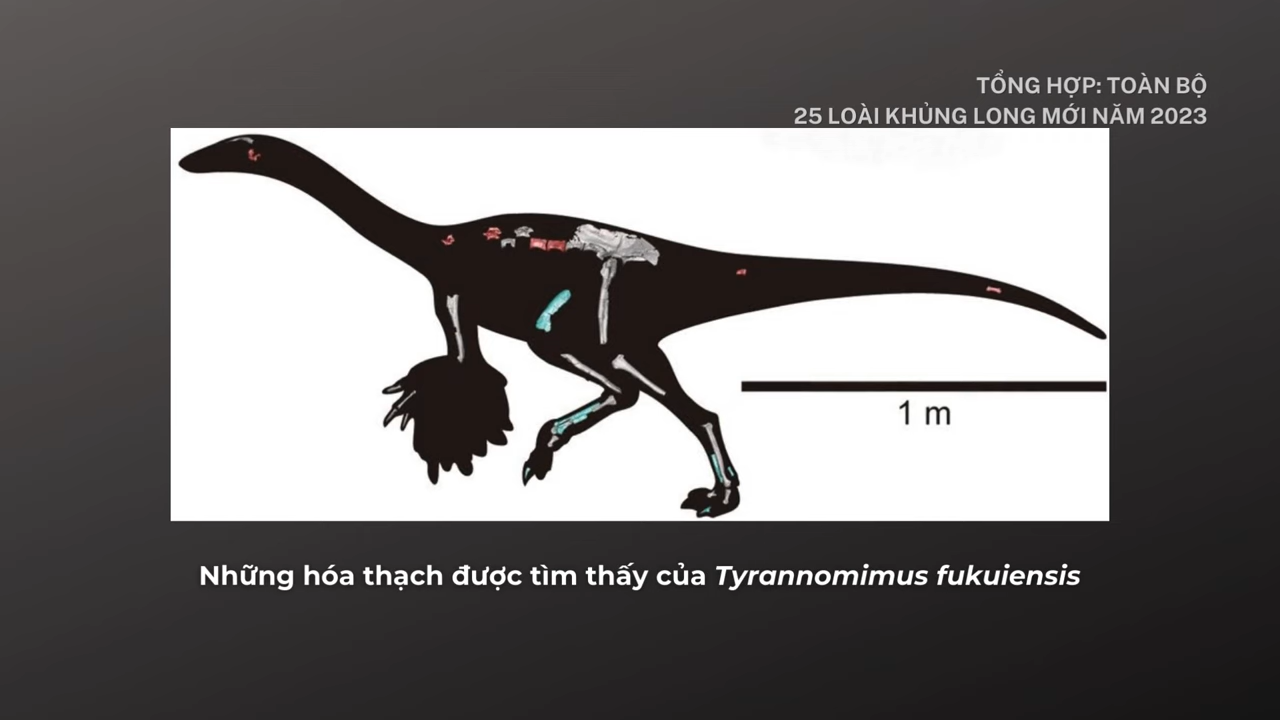 TỔNG HỢP: TOÀN BỘ
25 LOÀI KHỦNG LONG MỚI NĂM 2023
1 m
Những hóa thạch được tìm thấy của Tyrannomimus fukuiensis